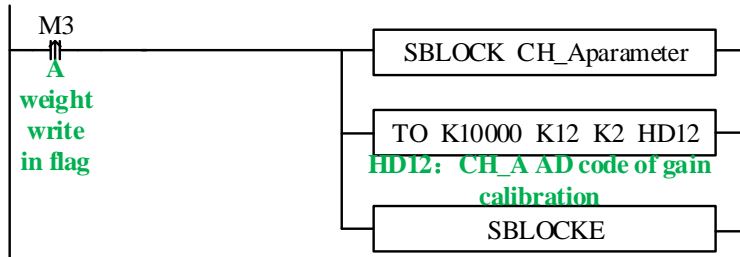 M3
A
weight
write
in flag
SBLOCK CH_Aparameter
TO K10000 K12 K2 HD12
HD12：CH_A AD code of gain
calibration
SBLOCKE